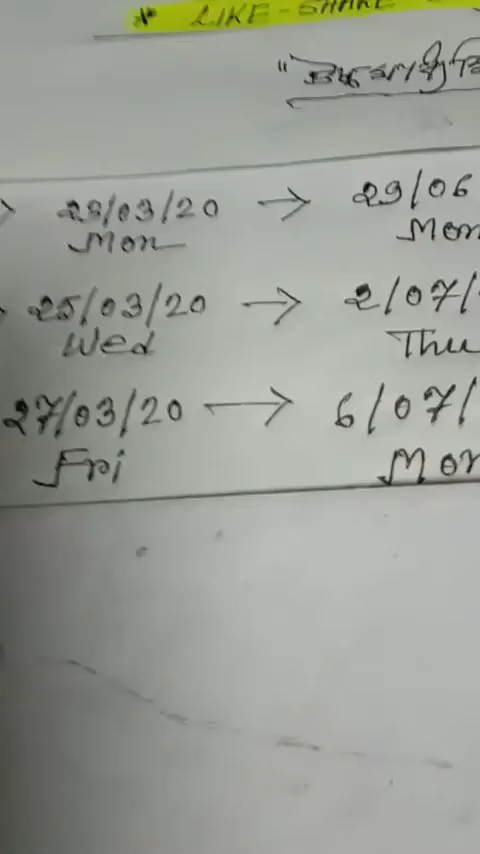 * LIKE - SHARE
→ 23/03/20 → 29/06
Mon Mon
25/03/20 → 2/07/
Wed Thu
27/03/20 → 6/07/
Fri Mon